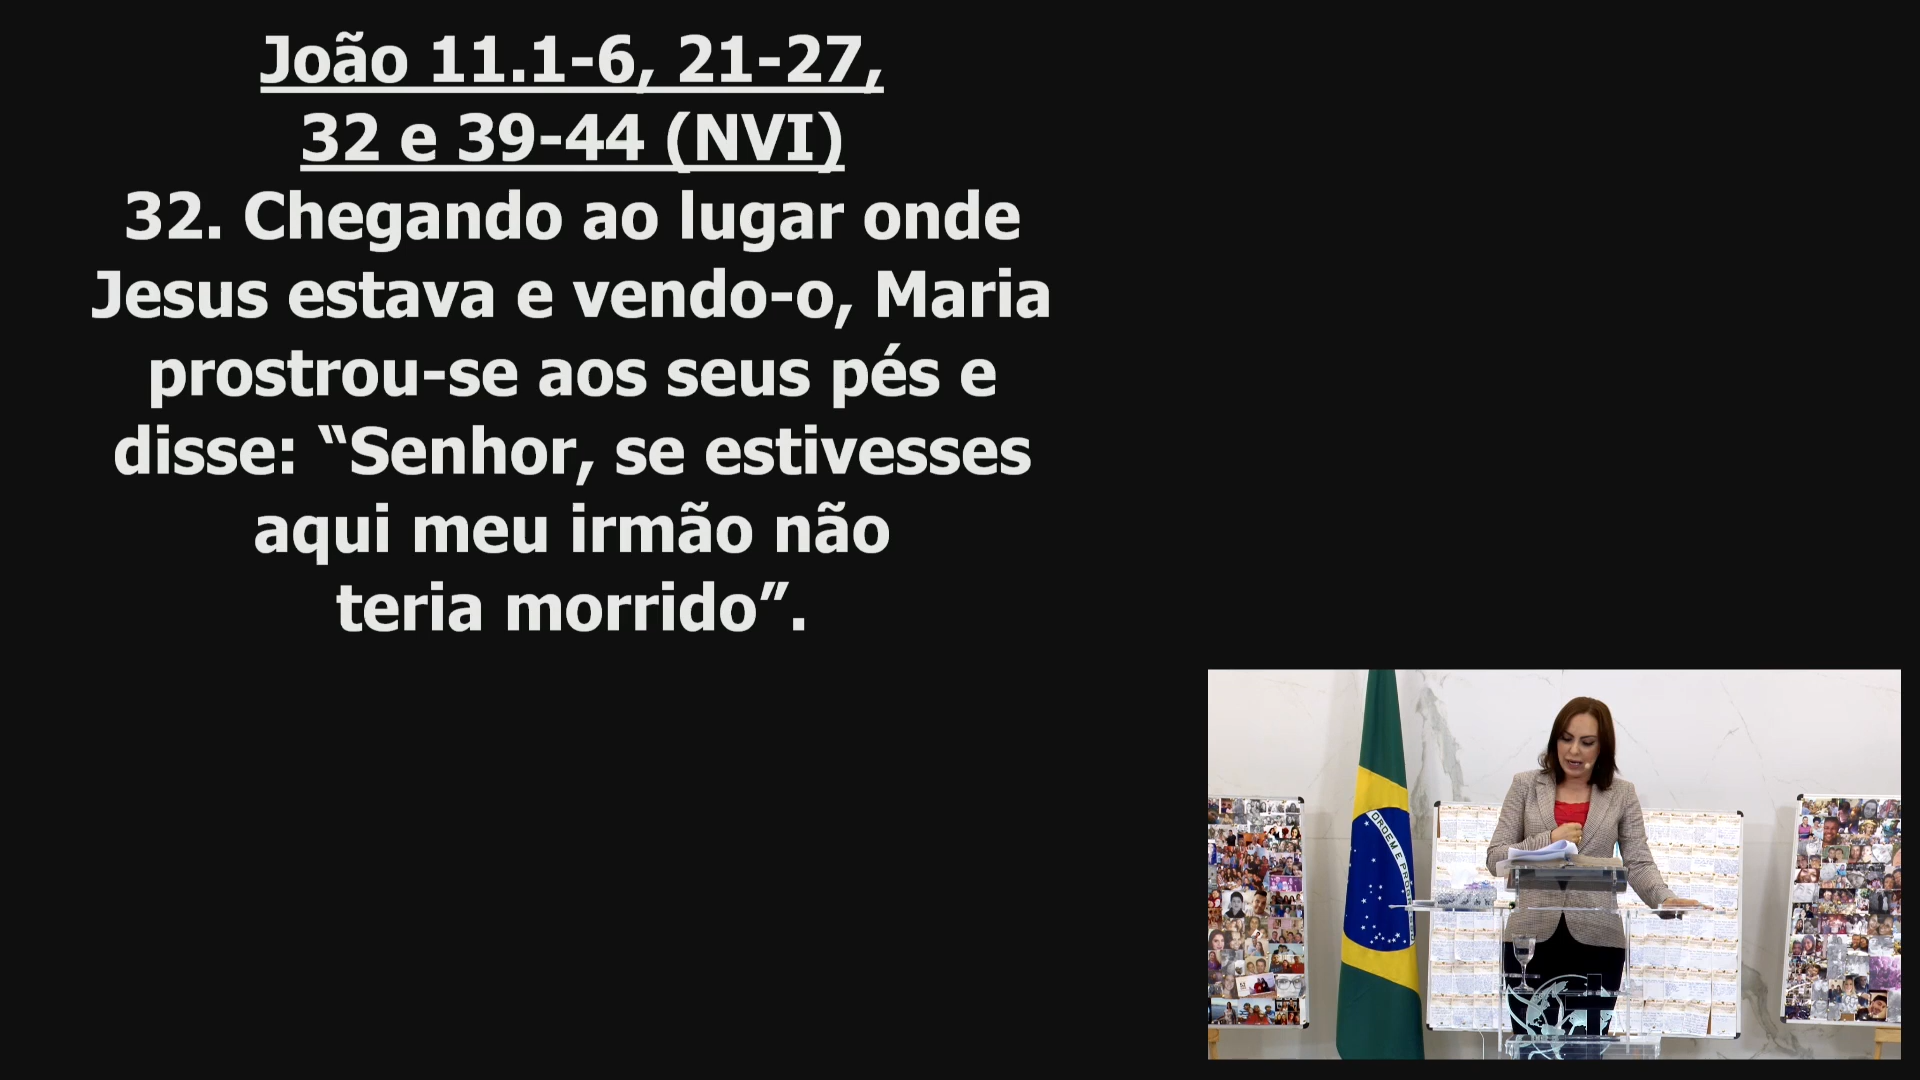 João 11.1-6, 21-27,
32 e 39-44 (NVI)
32. Chegando ao lugar onde
Jesus estava e vendo-o, Maria
prostrou-se aos seus pés e
disse: “Senhor, se estivesses
aqui meu irmão não
teria morrido”.
ORDEM E